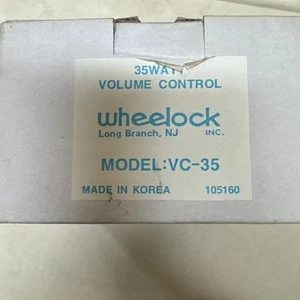 35WATT
VOLUME CONTROL
wheelock
Long Branch, NJ INC.
MODEL:VC-35
MADE IN KOREA 105160